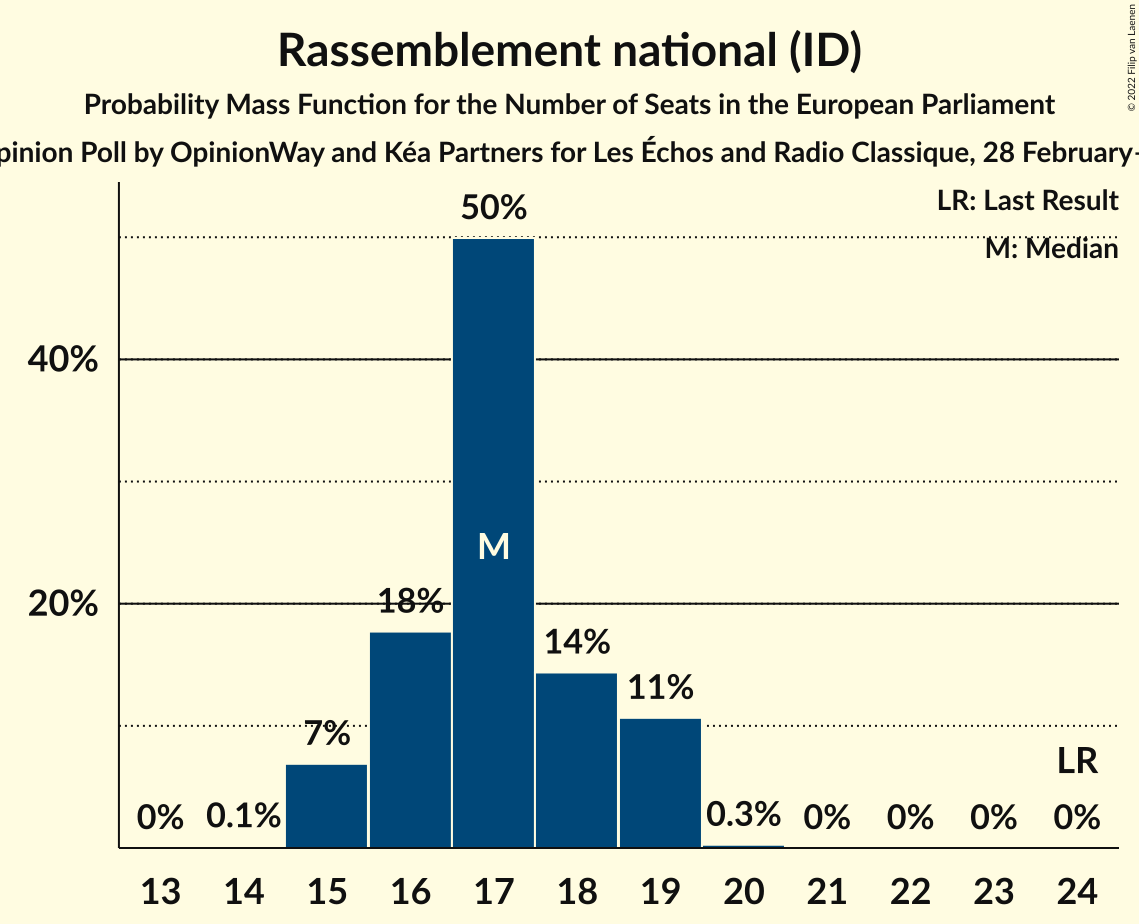 Rassemblement national (ID)
Probability Mass Function for the Number of Seats in the European Parliament
Poll by OpinionWay and Kéa Partners for Les Échos and Radio Classique, 28 February–
© 2022 Filip van Laenen
LR: Last Result
M: Median
50%
40%
M
20%
18%
14%
11%
7%
LR
0% 0.1% 0.3% 0% 0% 0% 0%
13 14 15 16 17 18 19 20 21 22 23 24